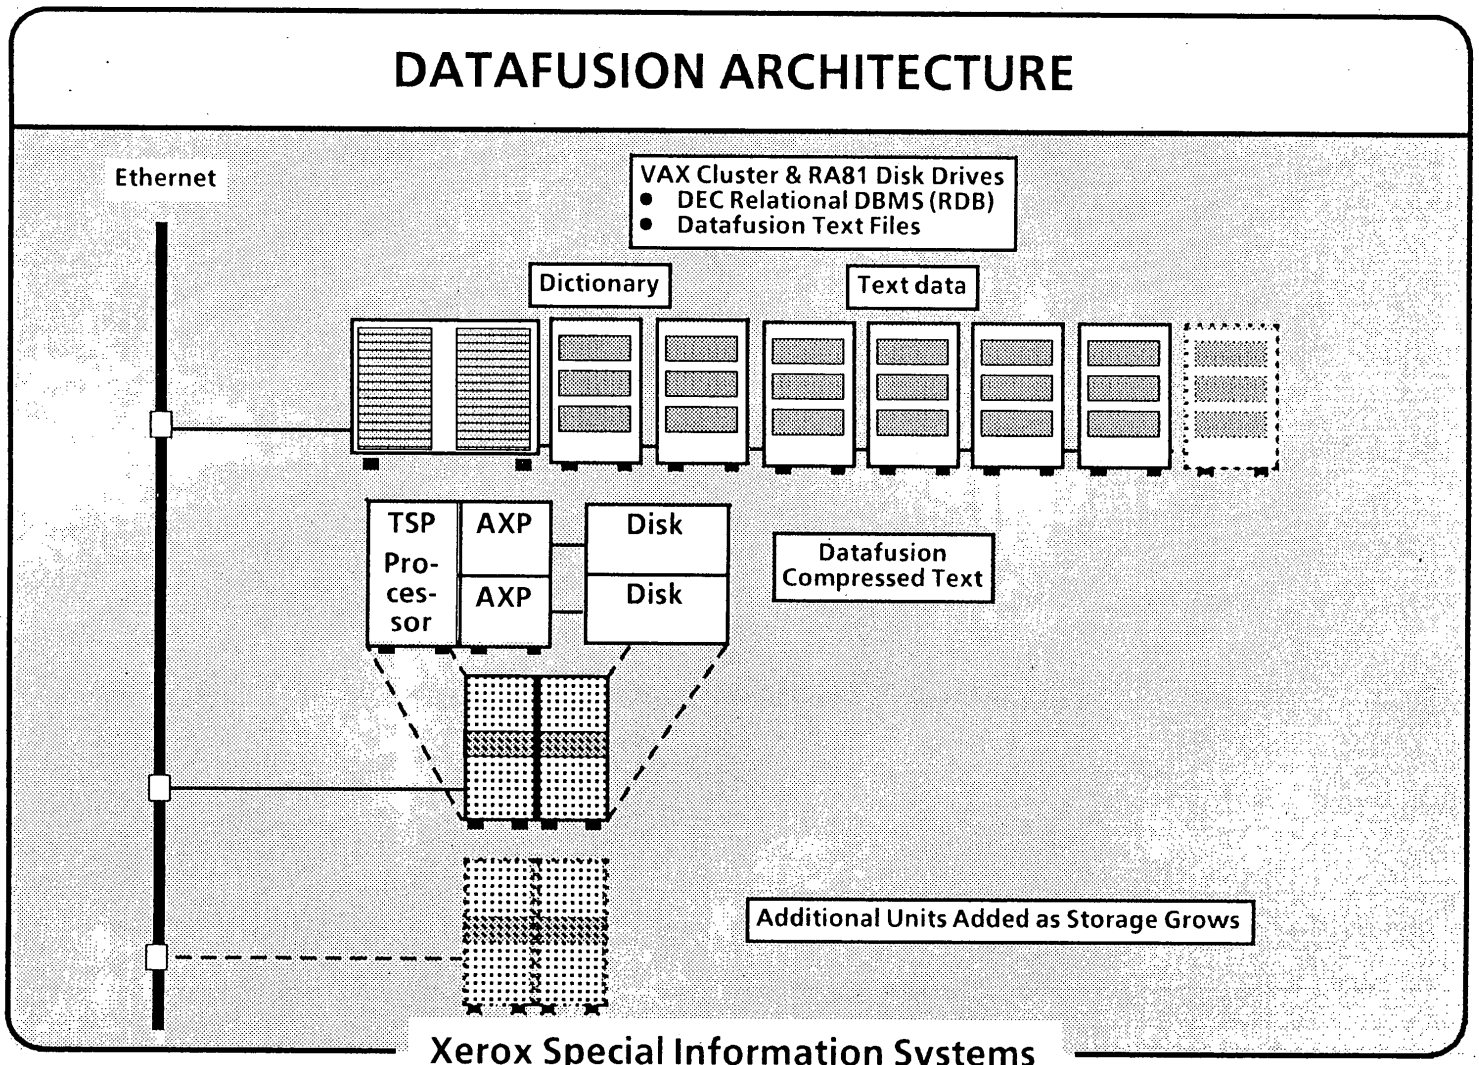 DATAFUSION ARCHITECTURE
Ethernet
VAX Cluster & RA81 Disk Drives
● DEC Relational DBMS (RDB)
● Datafusion Text Files
Dictionary
Text data
TSP
Pro-
ces-
sor
AXP
AXP
Disk
Disk
Datafusion
Compressed Text
Additional Units Added as Storage Grows
Xerox Special Information Systems